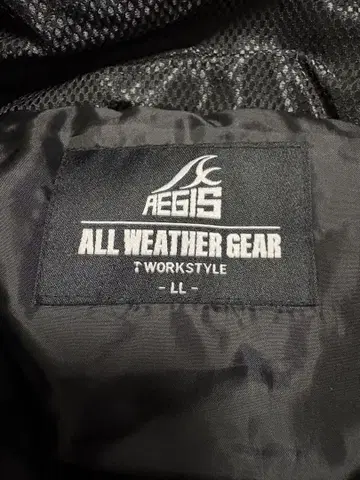 AEGIS
ALL WEATHER GEAR
WORKSTYLE
- LL -